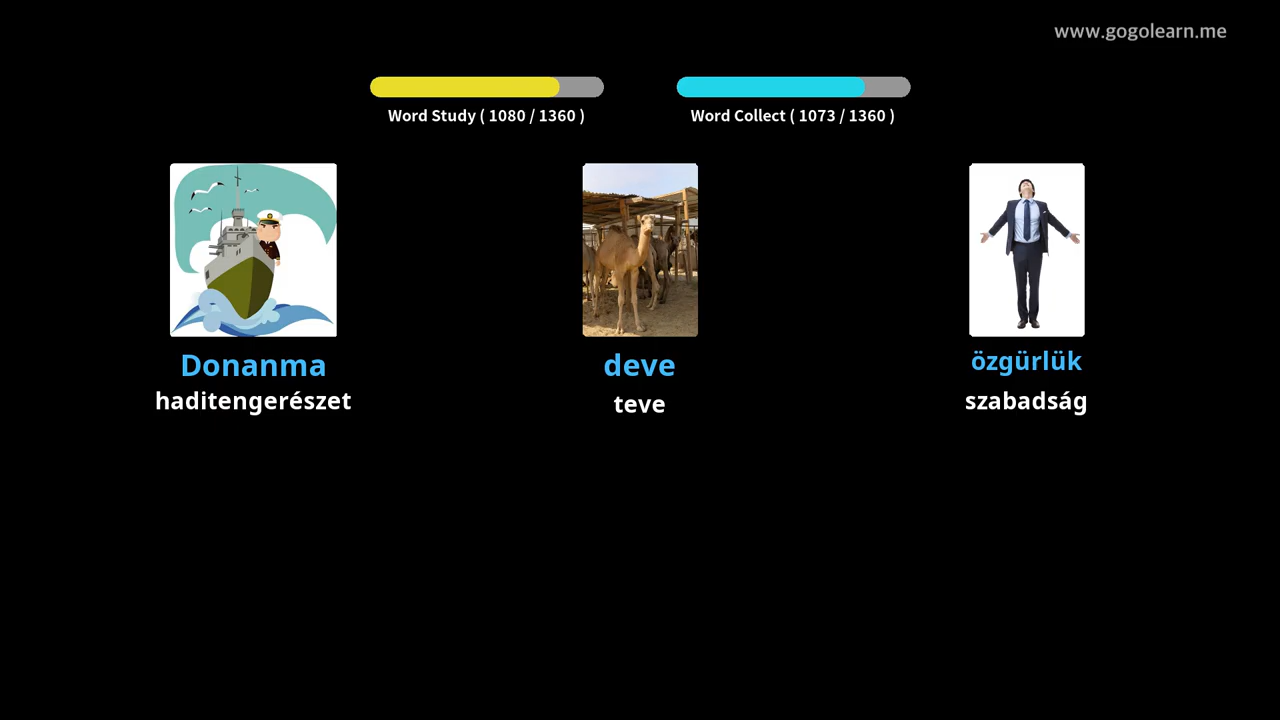 www.gogolearn.me
Word Study ( 1080 / 1360 )
Word Collect ( 1073 / 1360 )
Donanma
haditengerészet
deve
teve
özgürlük
szabadság